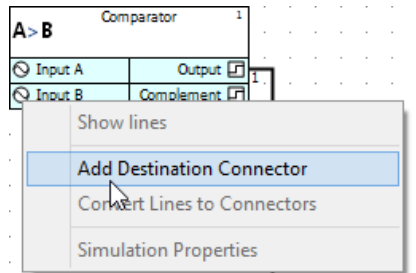 Comparator 1
A>B
Input A Output 1
Input B Complement
Show lines
Add Destination Connector
Convert Lines to Connectors
Simulation Properties